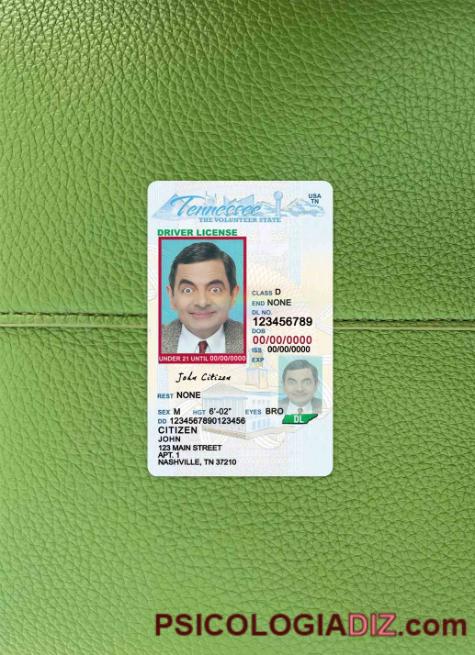 USA
TN
Tennessee
THE VOLUNTEER STATE
DRIVER LICENSE
CLASS D
END NONE
DL NO.
123456789
DOB
00/00/0000
ISS 00/00/0000
EXP
UNDER 21 UNTIL 00/00/0000
John Citizen
REST NONE
SEX M HGT 6'-02" EYES BRO
DL
DD 1234567890123456
CITIZEN
JOHN
123 MAIN STREET
APT. 1
NASHVILLE, TN 37210
PSICOLOGIADIZ.com